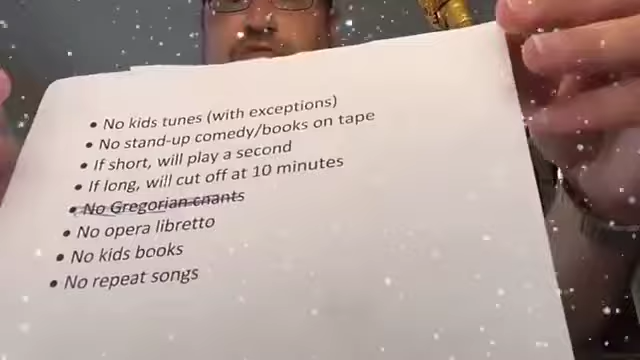 • No kids tunes (with exceptions)
• No stand-up comedy/books on tape
• If short, will play a second
• If long, will cut off at 10 minutes
• No Gregorian chants
• No opera libretto
• No kids books
• No repeat songs